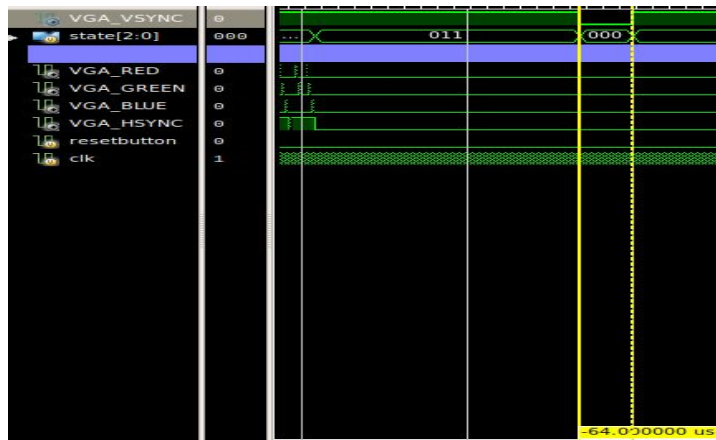 VGA_VSYNC 0
state[2:0] 000 ... 011 000
VGA_RED 0
VGA_GREEN 0
VGA_BLUE 0
VGA_HSYNC 0
resetbutton 0
clk 1
-64.000000 us